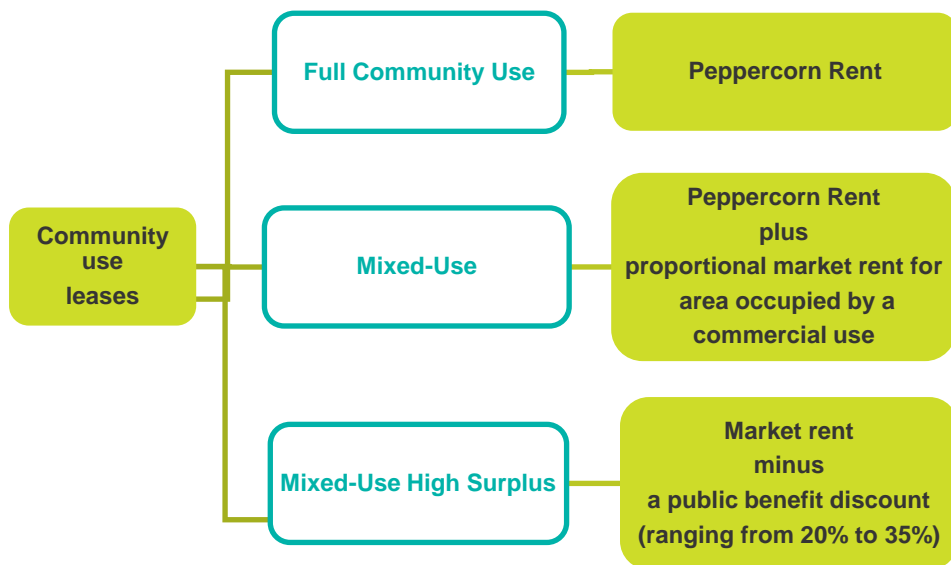 Community
use
leases
Full Community Use
Peppercorn Rent
Mixed-Use
Peppercorn Rent
plus
proportional market rent for
area occupied by a
commercial use
Mixed-Use High Surplus
Market rent
minus
a public benefit discount
(ranging from 20% to 35%)